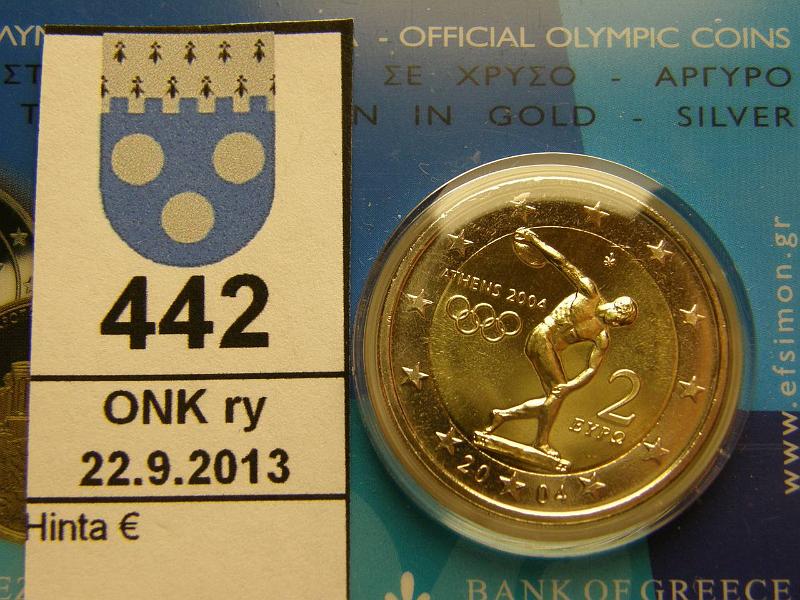 - OFFICIAL OLYMPIC COINS
ΣΕ ΧΡΥΣΟ - ΑΡΓΥΡΟ
IN GOLD - SILVER
442
ONK ry
22.9.2013
Hinta €
ATHENS 2004
2
ΕΥΡΩ
2004
www.efsimon.gr
BANK OF GREECE